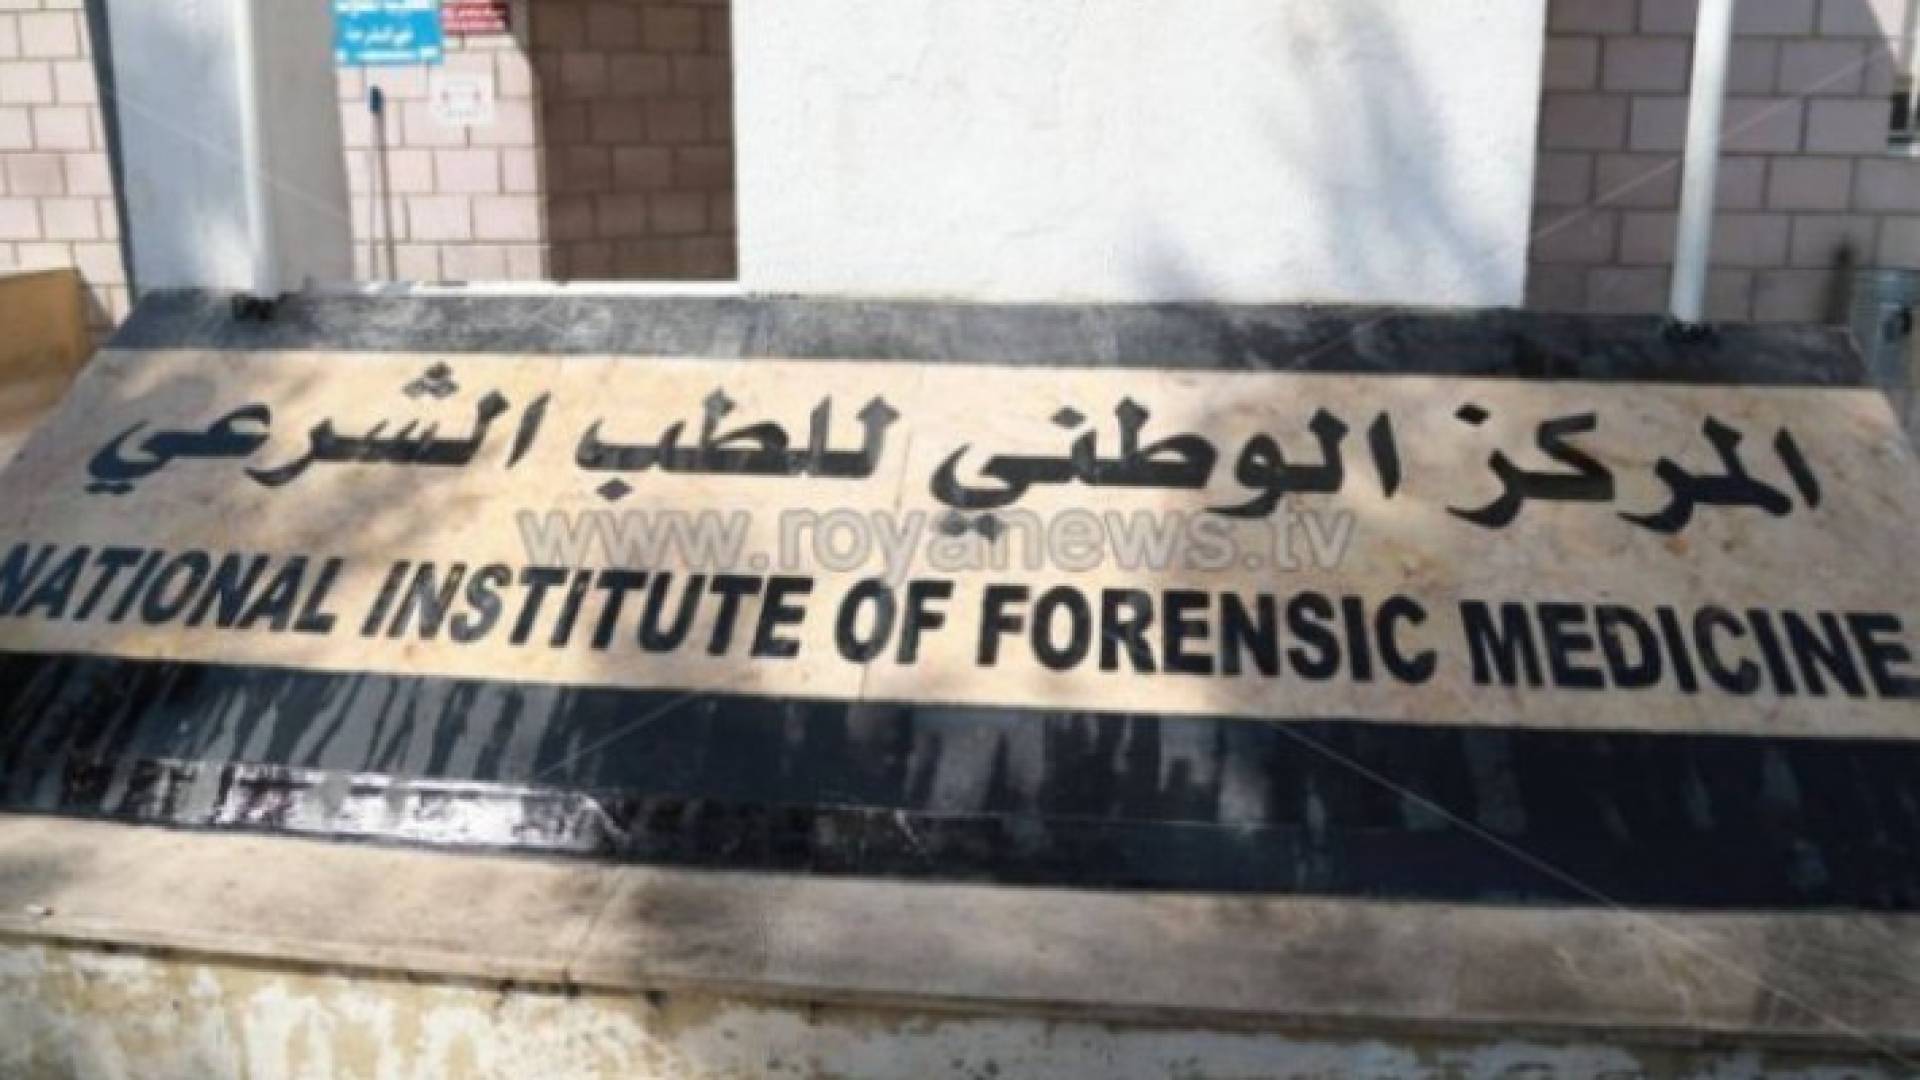 المركز الوطني للطب الشرعي
www.royanews.tv
NATIONAL INSTITUTE OF FORENSIC MEDICINE